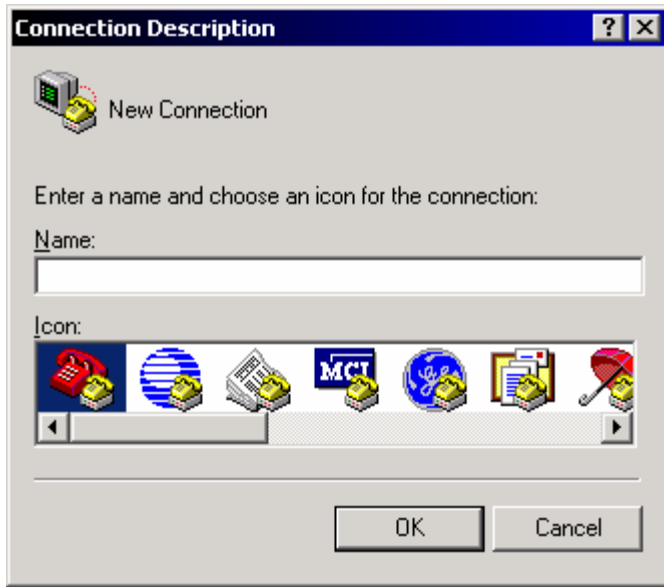 Connection Description
New Connection
Enter a name and choose an icon for the connection:
Name:
Icon:
MCI
OK Cancel